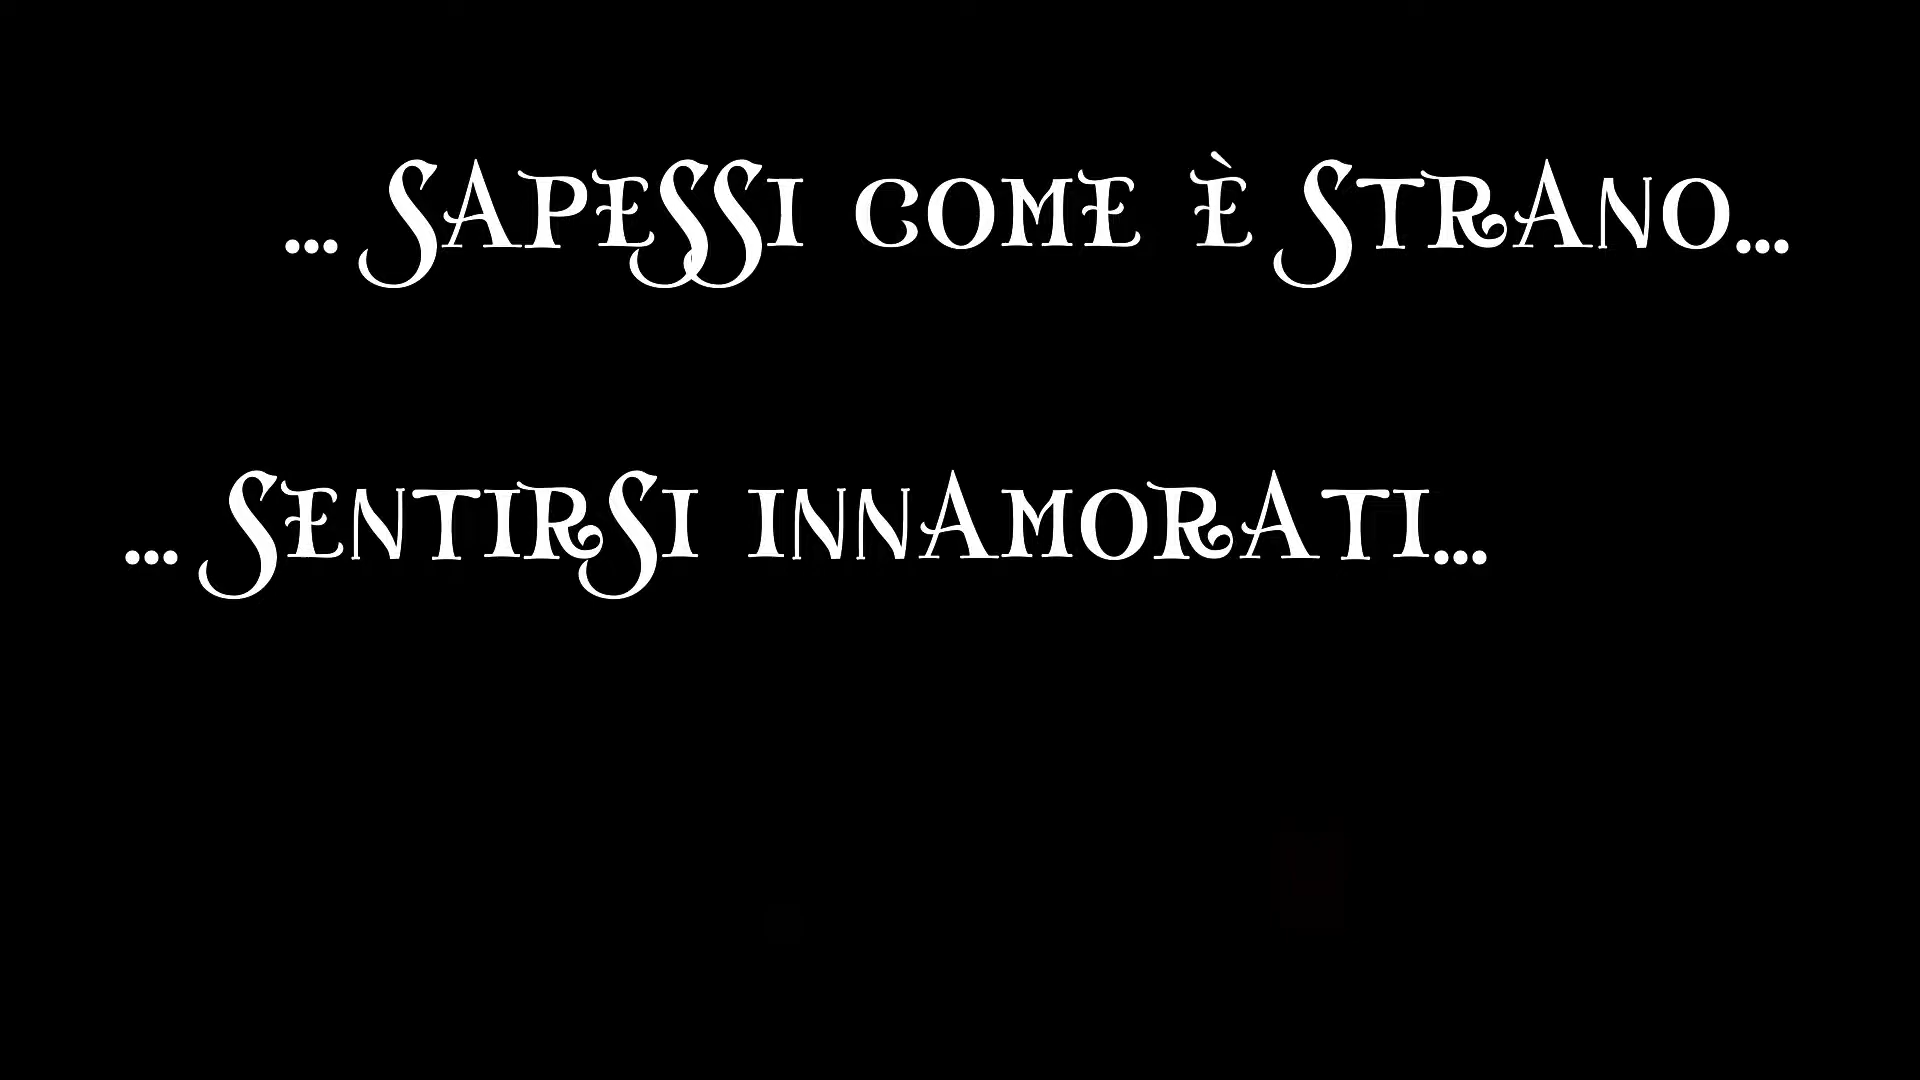 ... Sapessi come è Strano...
... Sentirsi innamorati...